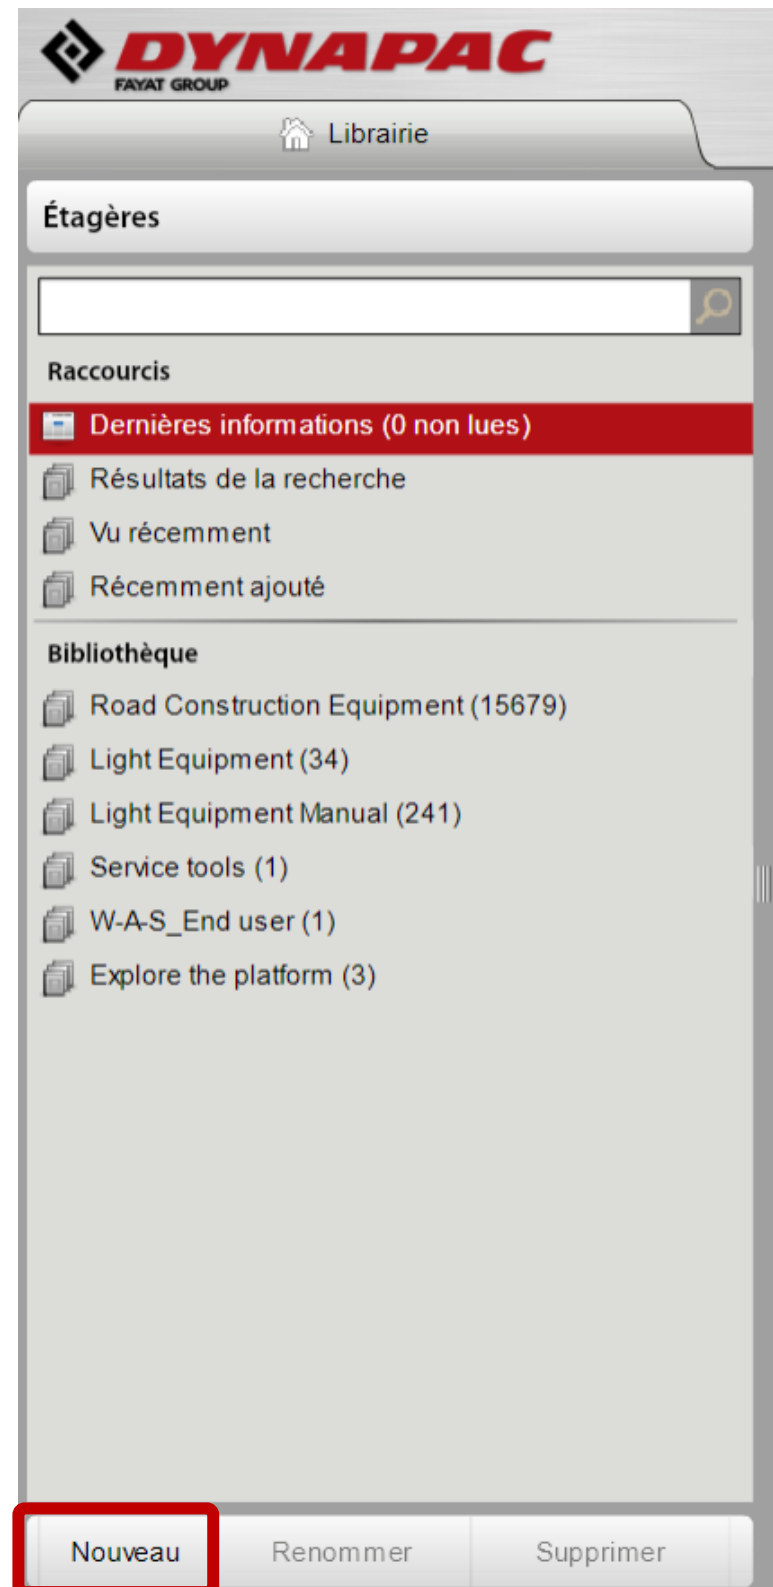 DYNAPAC
FAYAT GROUP
Librairie
Étagères
Raccourcis
Dernières informations (0 non lues)
Résultats de la recherche
Vu récemment
Récemment ajouté
Bibliothèque
Road Construction Equipment (15679)
Light Equipment (34)
Light Equipment Manual (241)
Service tools (1)
W-A-S_End user (1)
Explore the platform (3)
Nouveau Renommer Supprimer